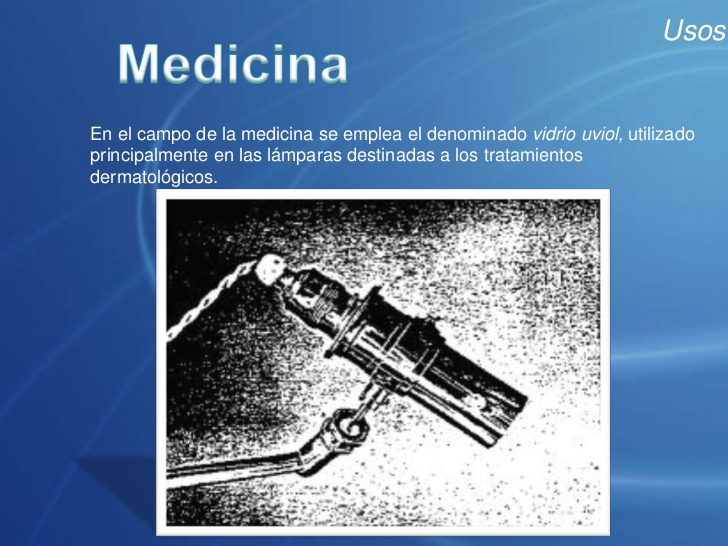 Usos
Medicina
En el campo de la medicina se emplea el denominado vidrio uviol, utilizado
principalmente en las lámparas destinadas a los tratamientos
dermatológicos.